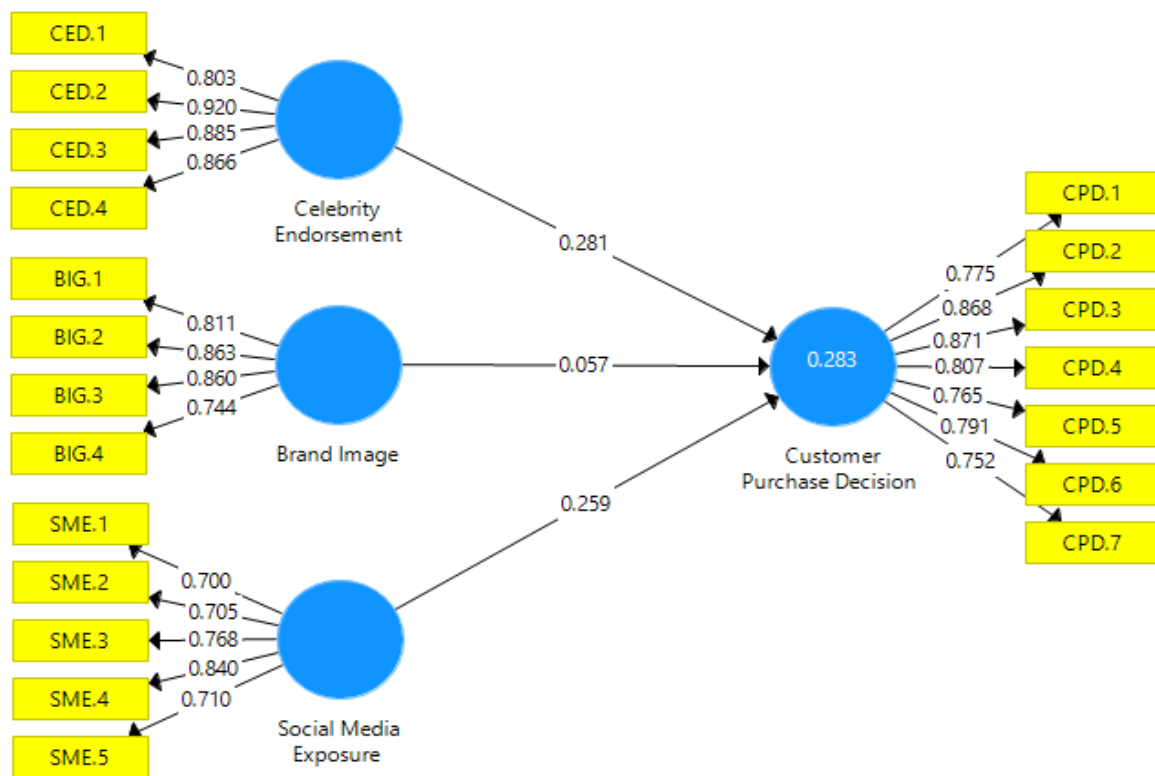 CED.1
CED.2
CED.3
CED.4
0.803
0.920
0.885
0.866
Celebrity
Endorsement
0.281
BIG.1
BIG.2
BIG.3
BIG.4
0.811
0.863
0.860
0.744
Brand Image
0.057
SME.1
SME.2
SME.3
SME.4
SME.5
0.700
0.705
0.768
0.840
0.710
Social Media
Exposure
0.259
0.283
Customer
Purchase Decision
0.775
0.868
0.871
0.807
0.765
0.791
0.752
CPD.1
CPD.2
CPD.3
CPD.4
CPD.5
CPD.6
CPD.7